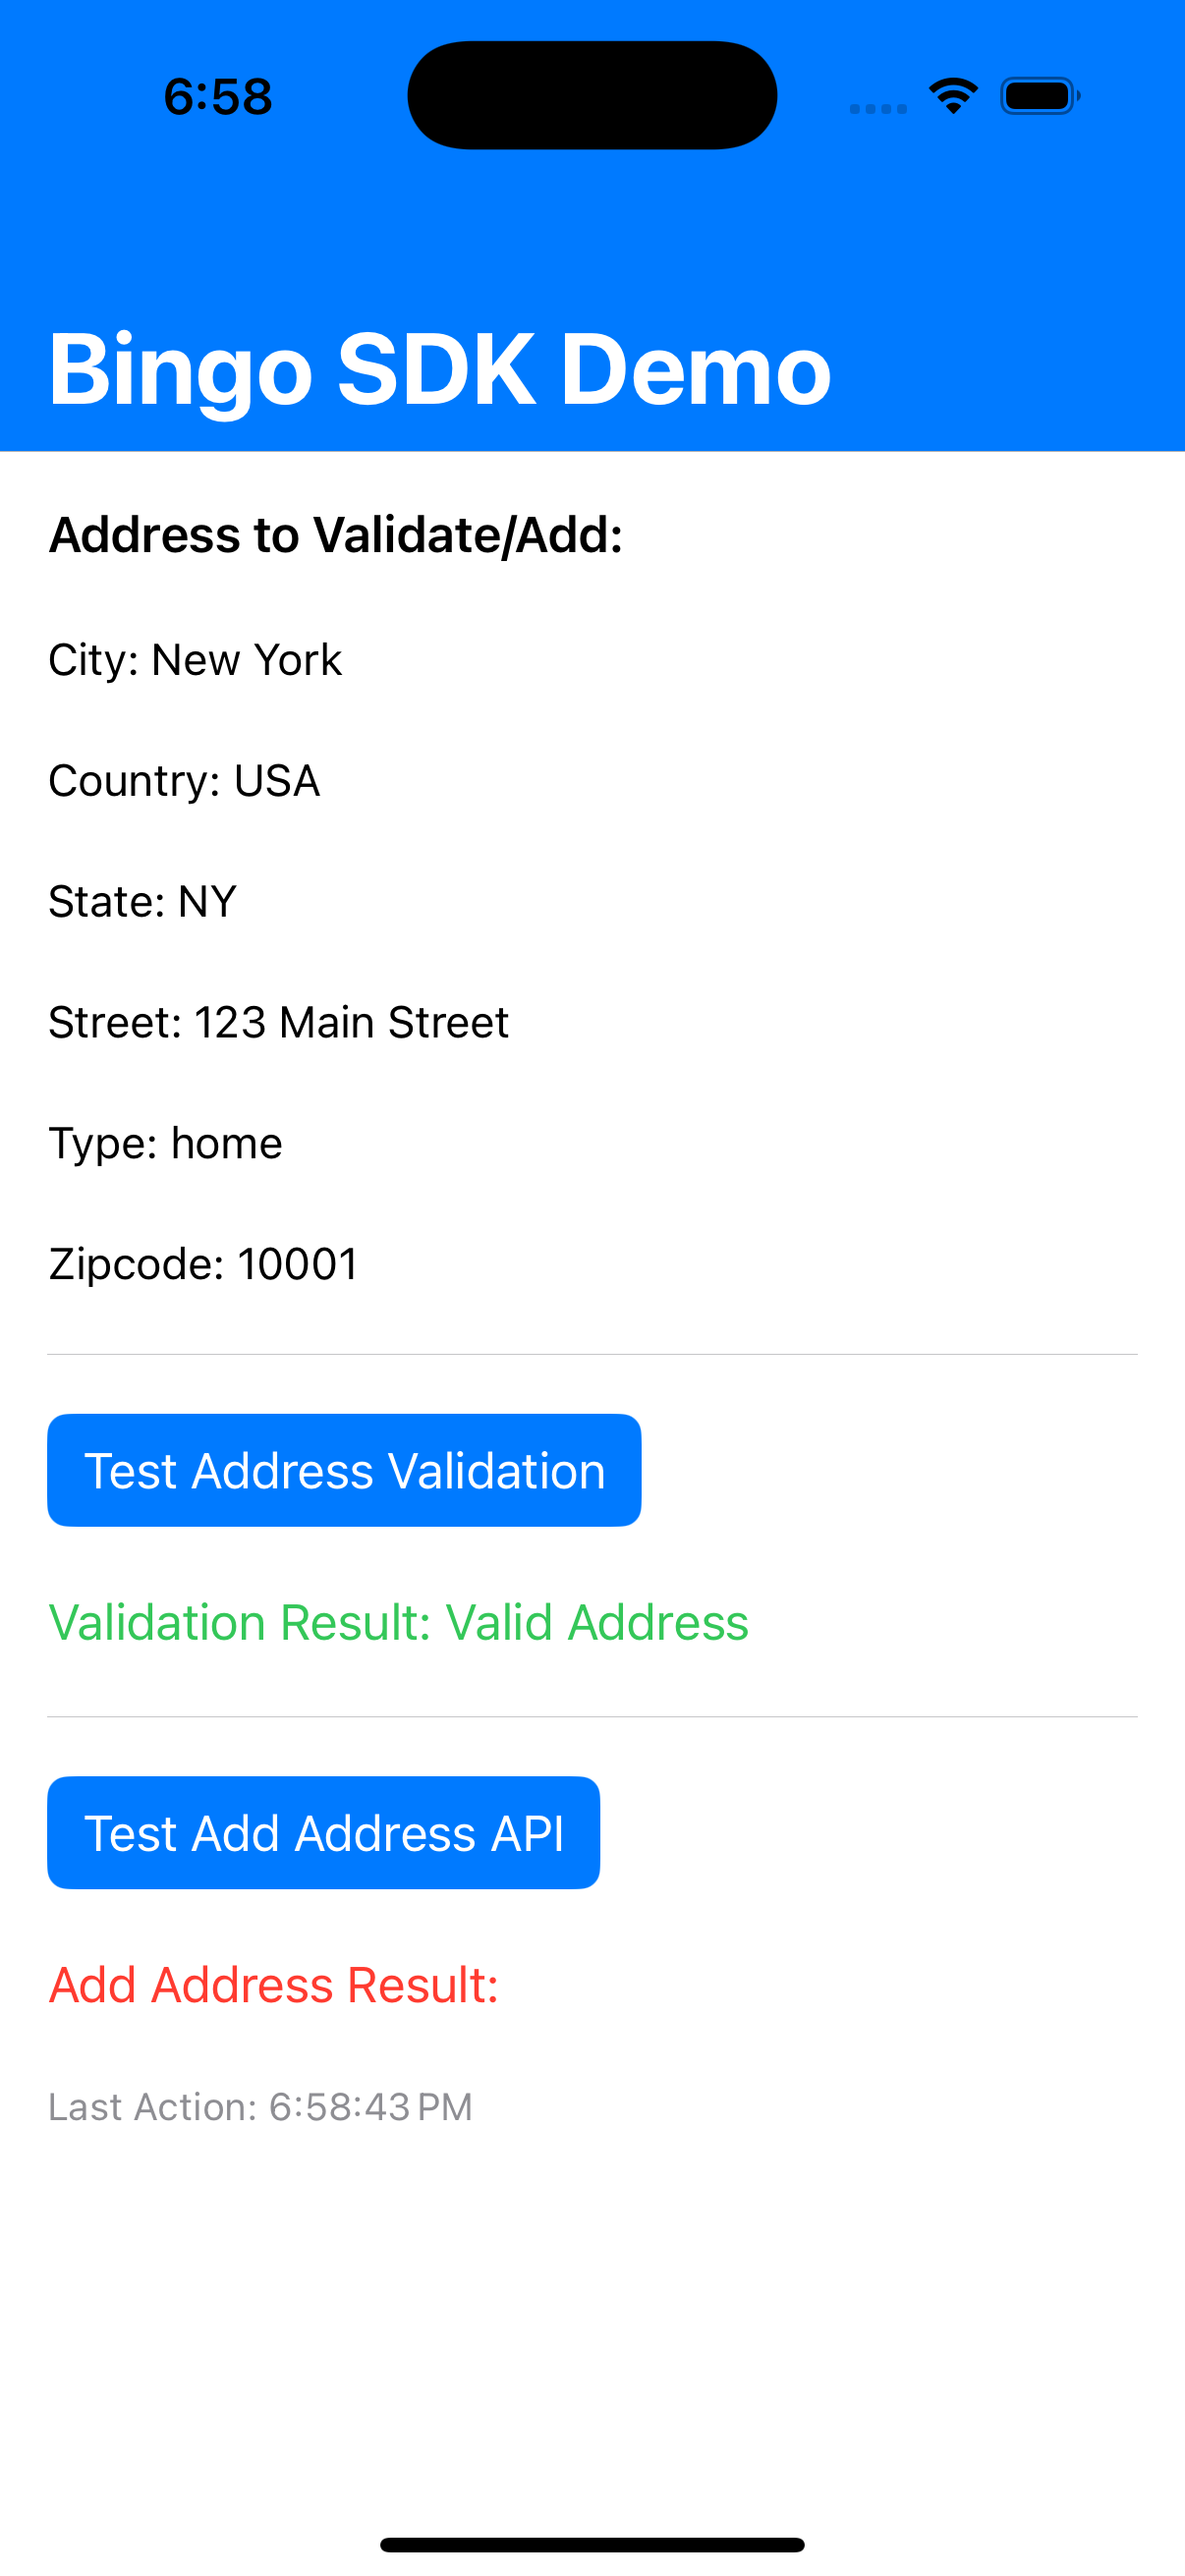 6:58
Bingo SDK Demo
Address to Validate/Add:
City: New York
Country: USA
State: NY
Street: 123 Main Street
Type: home
Zipcode: 10001
Test Address Validation
Validation Result: Valid Address
Test Add Address API
Add Address Result:
Last Action: 6:58:43 PM